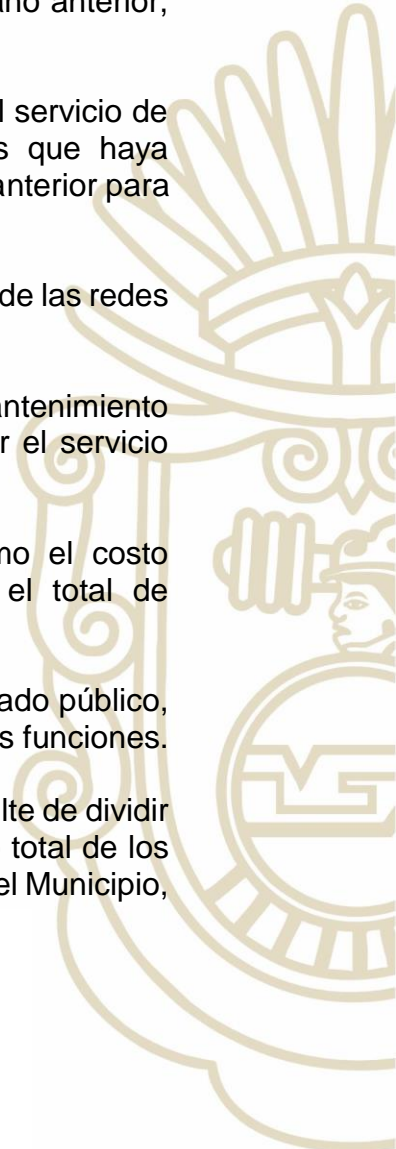 año anterior,
l servicio de
s que haya
anterior para
de las redes
antenimiento
r el servicio
mo el costo
el total de
ado público,
s funciones.
lte de dividir
total de los
el Municipio,